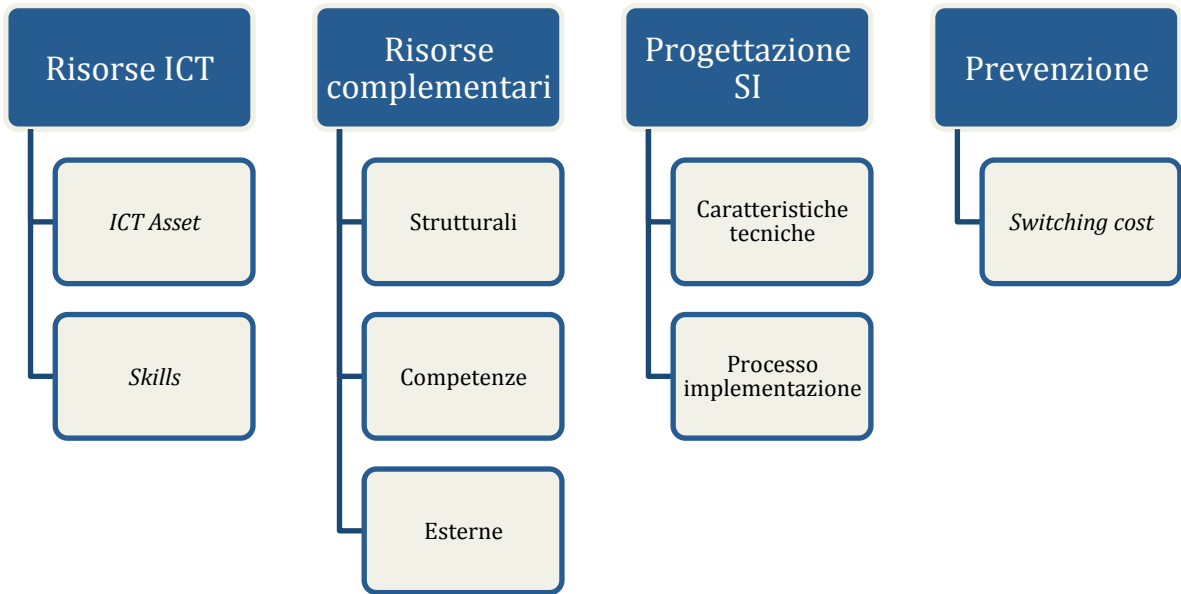 Risorse ICT
ICT Asset
Skills
Risorse
complementari
Strutturali
Competenze
Esterne
Progettazione
SI
Caratteristiche
tecniche
Processo
implementazione
Prevenzione
Switching cost